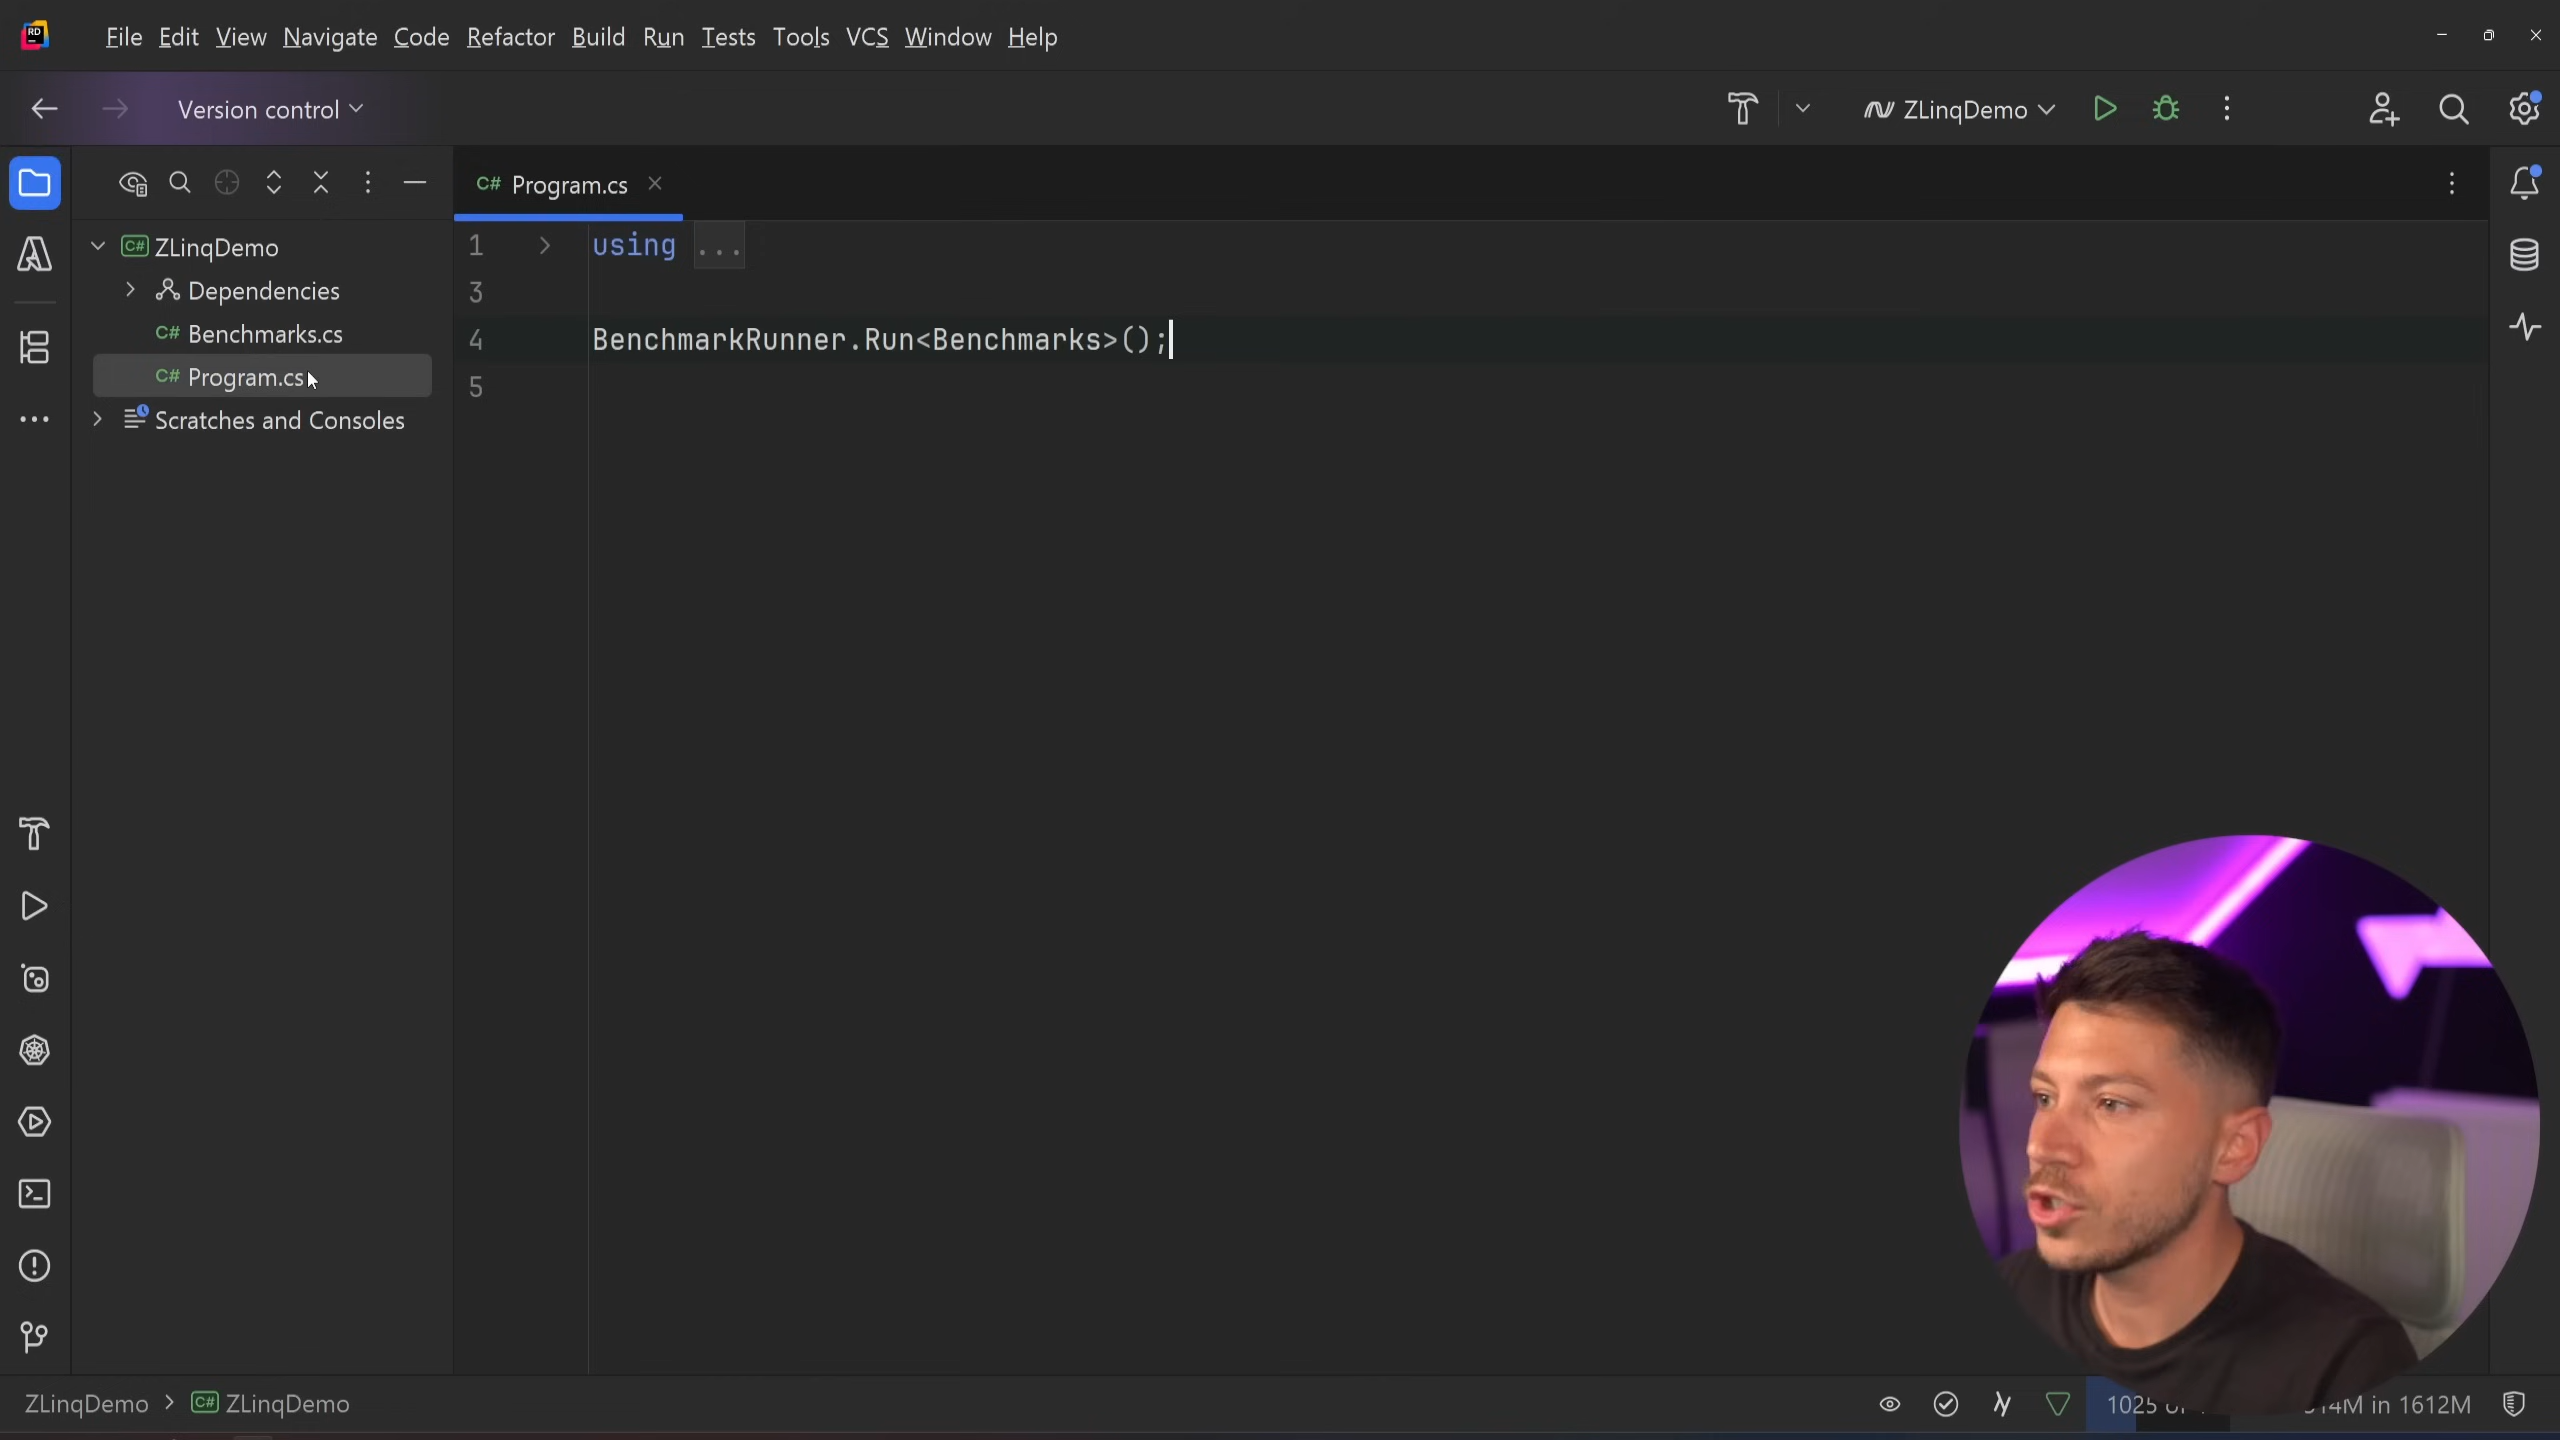 RD
File Edit View Navigate Code Refactor Build Run Tests Tools VCS Window Help
Version control
ZLinqDemo
Program.cs
ZLinqDemo
Dependencies
Benchmarks.cs
Program.cs
Scratches and Consoles
1 using ...
3
4 BenchmarkRunner.Run<Benchmarks>();
5
ZLinqDemo > C# ZLinqDemo
1025
in 1612M